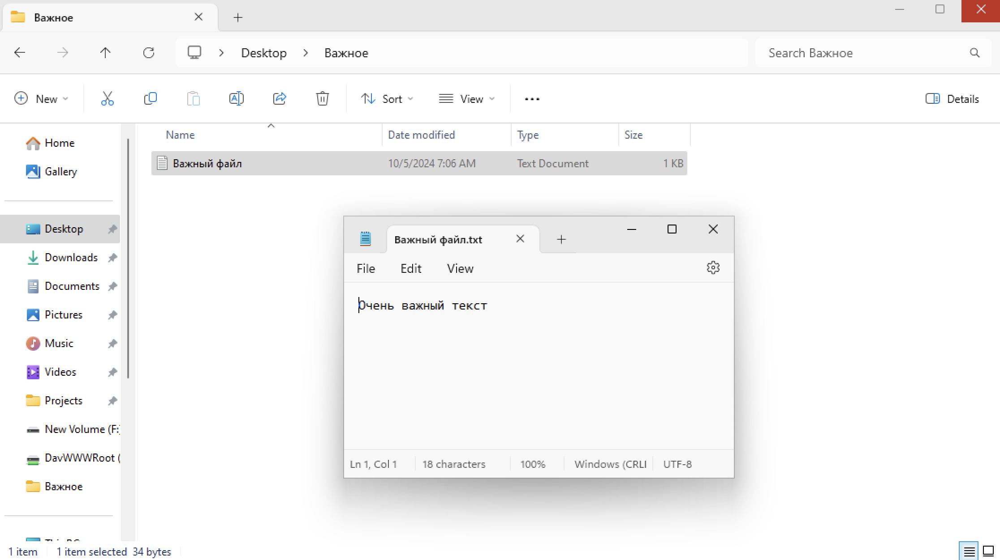 Важное
Desktop
Важное
Search Важное
New
Sort
View
Details
Name
Date modified
Type
Size
Важный файл
10/5/2024 7:06 AM
Text Document
1 KB
Home
Gallery
Desktop
Downloads
Documents
Pictures
Music
Videos
Projects
New Volume (F:
DavWWWRoot (
Важное
Важный файл.txt
File
Edit
View
Очень важный текст
Ln 1, Col 1
18 characters
100%
Windows (CRLI
UTF-8
1 item
1 item selected 34 bytes